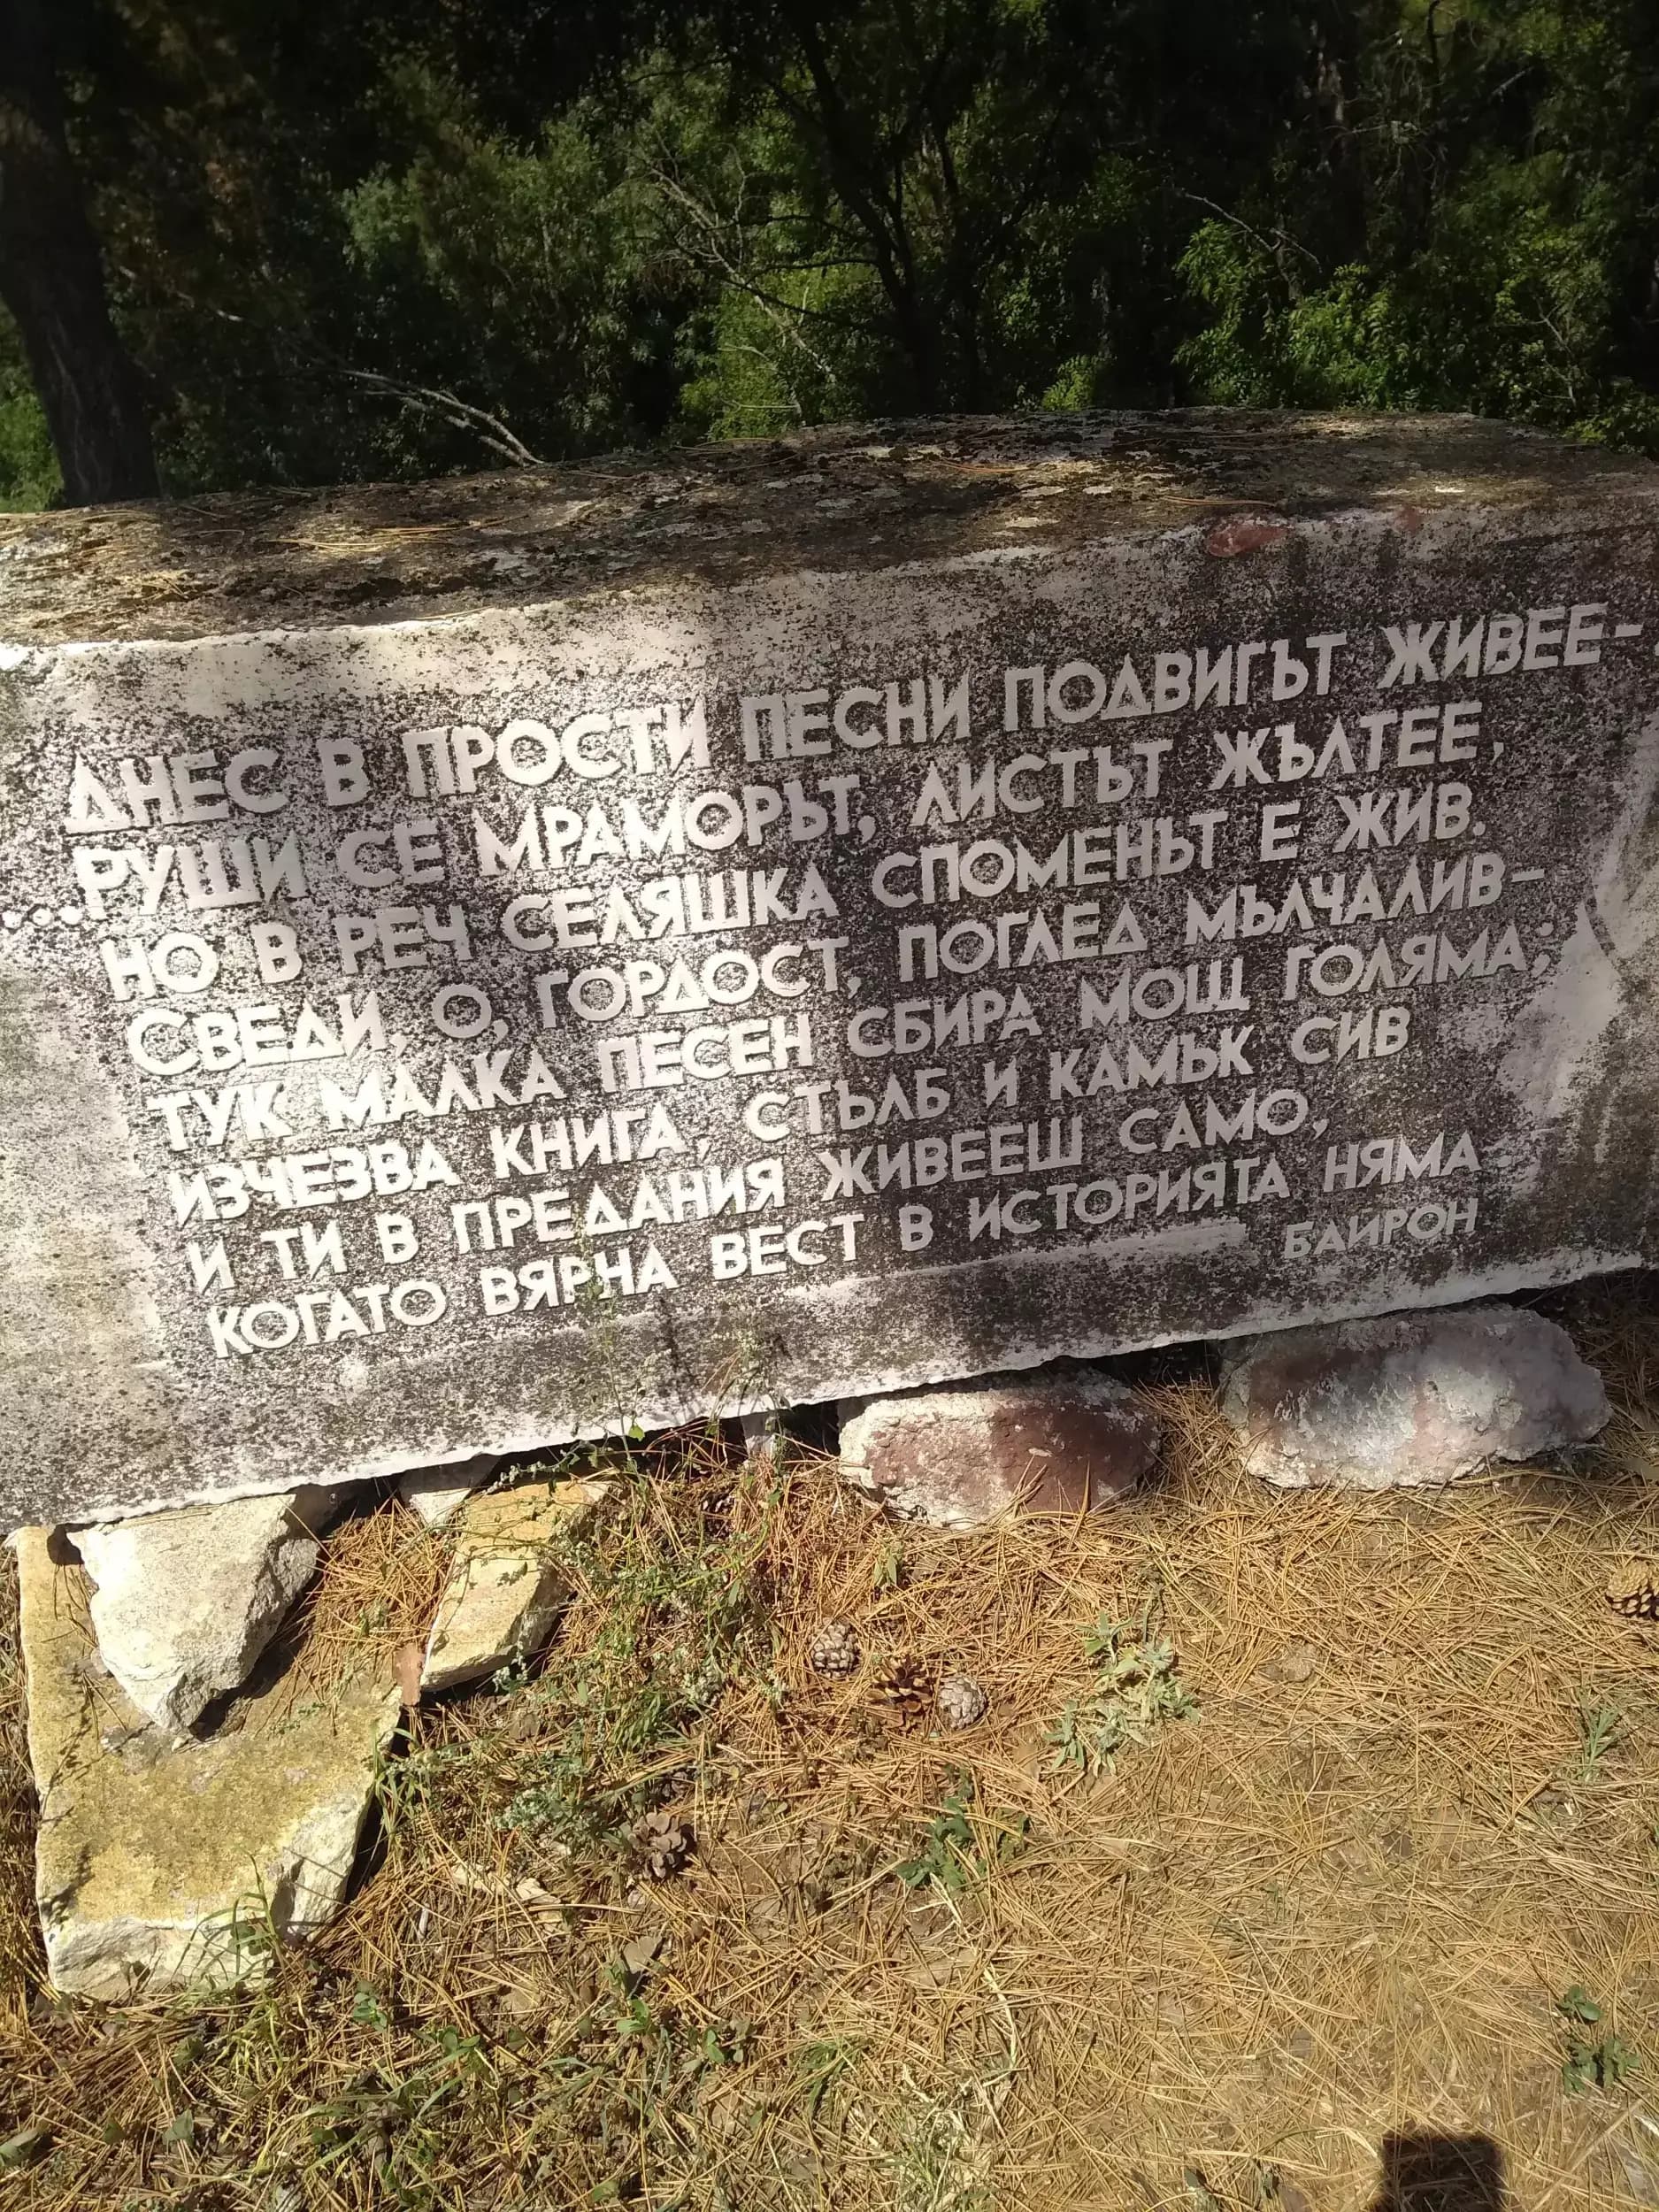 ДНЕС В ПРОСТИ ПЕСНИ ПОДВИГЪТ ЖИВЕЕ-
...РУШИ СЕ МРАМОРЪТ, ЛИСТЪТ ЖЪЛТЕЕ,
НО В РЕЧ СЕЛЯШКА СПОМЕНЪТ Е ЖИВ.
СВЕДИ, О, ГОРДОСТ, ПОГЛЕД МЪЛЧАЛИВ-
ТУК МАЛКА ПЕСЕН СБИРА МОЩ ГОЛЯМА;
ИЗЧЕЗВА КНИГА, СТЪЛБ И КАМЪК СИВ
И ТИ В ПРЕДАНИЯ ЖИВЕЕШ САМО,
КОГАТО ВЯРНА ВЕСТ В ИСТОРИЯТА НЯМА
БАЙРОН